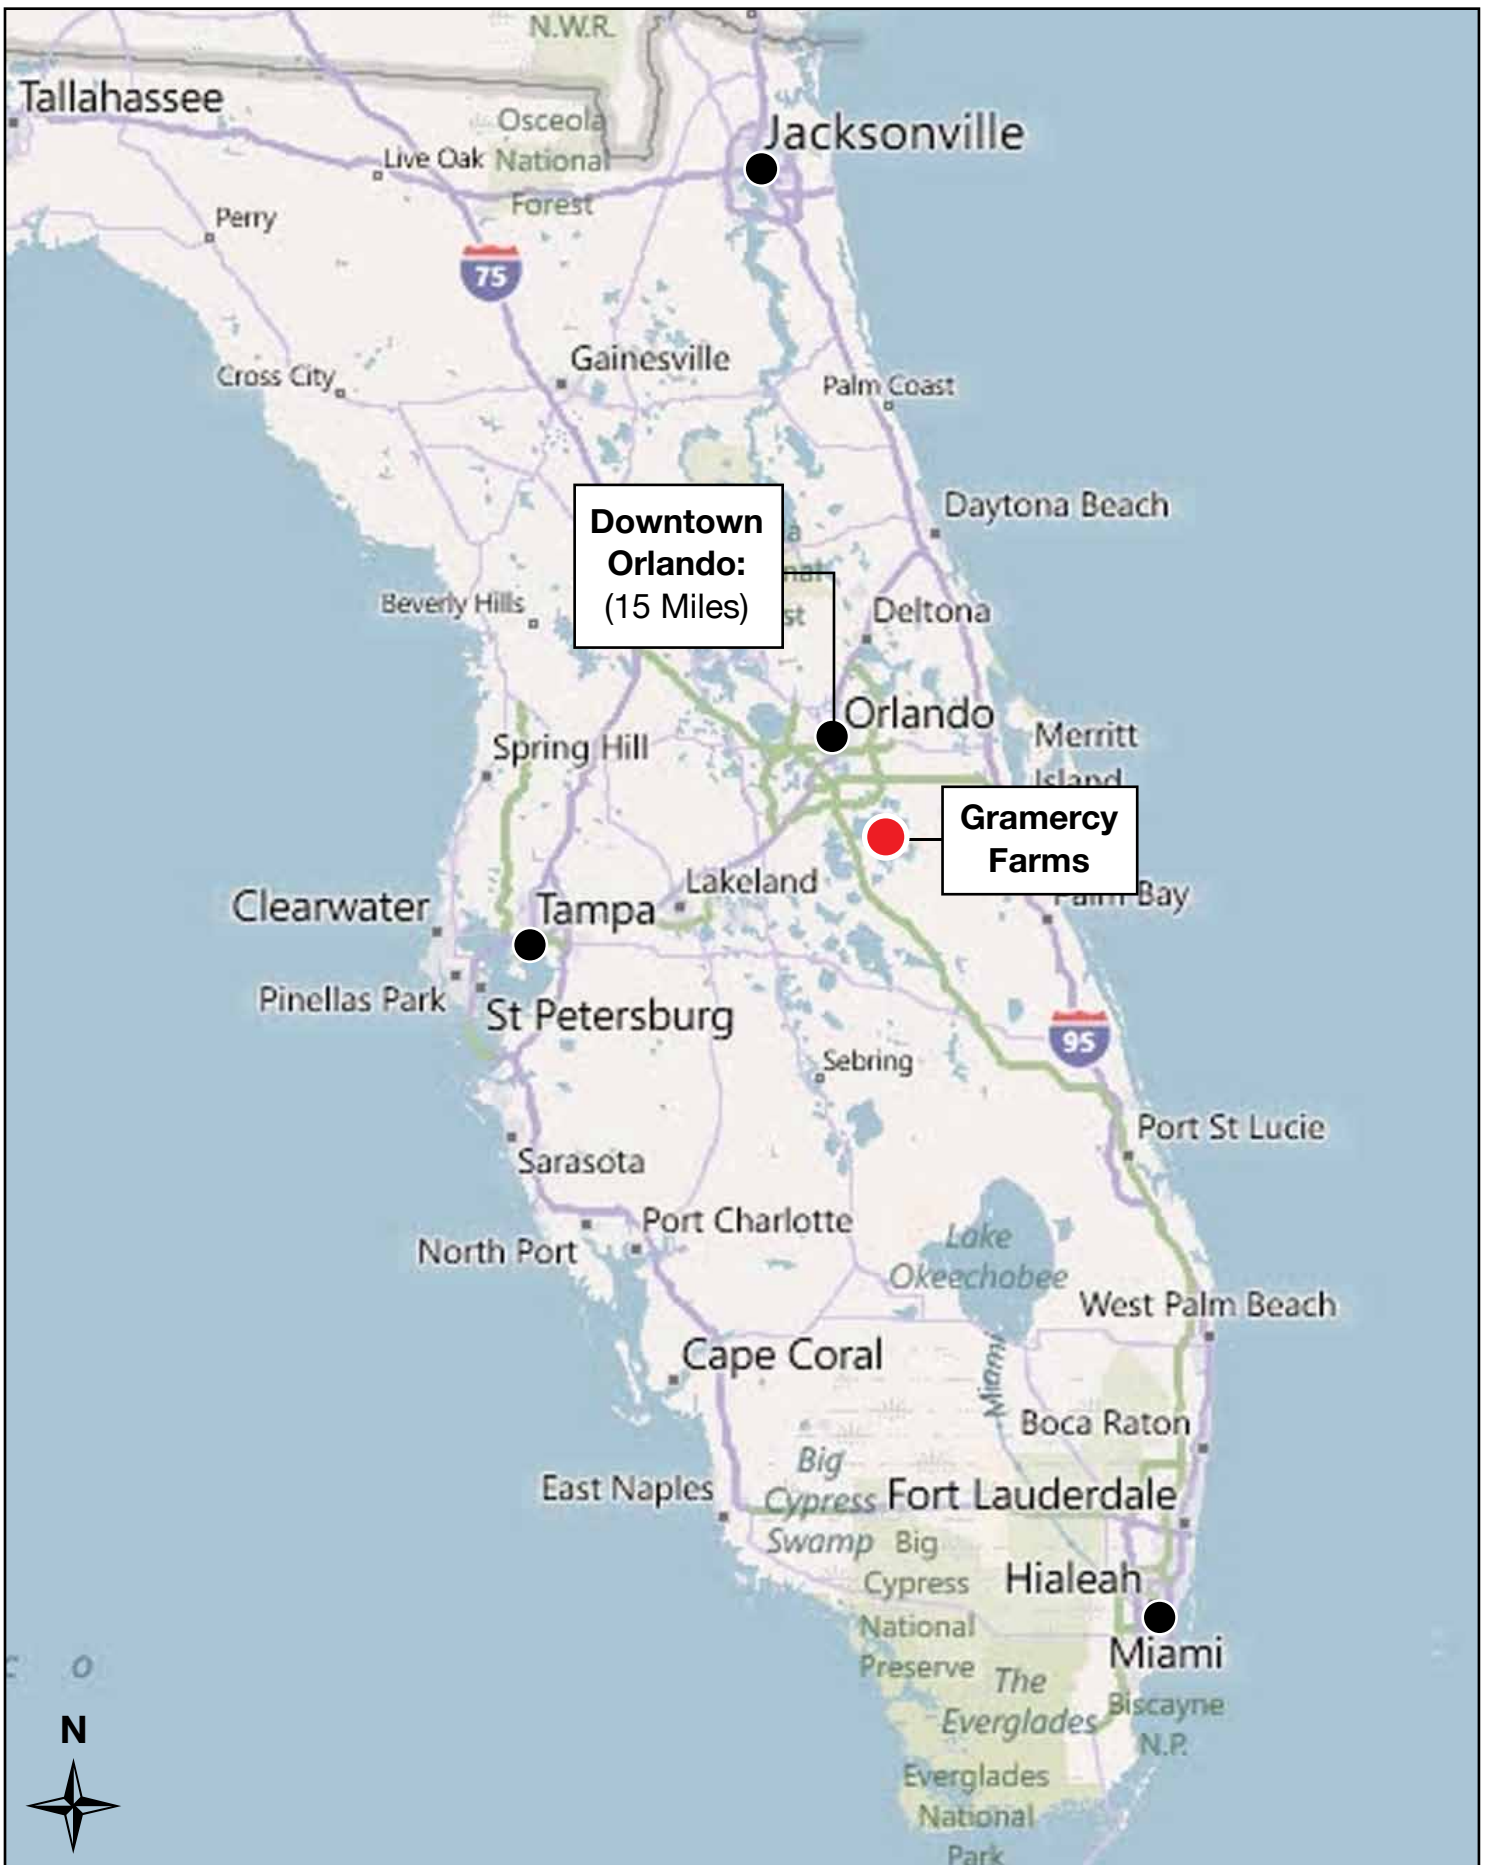 N.W.R.
Tallahassee
Osceola
National
Forest
Jacksonville
Live Oak
Perry
75
Gainesville
Cross City
Palm Coast
Daytona Beach
Downtown
Orlando:
(15 Miles)
Beverly Hills
Deltona
Orlando
Merritt
Island
Spring Hill
Gramercy
Farms
Lakeland
Palm Bay
Clearwater
Tampa
Pinellas Park
St Petersburg
95
Sebring
Port St Lucie
Sarasota
Port Charlotte
North Port
Lake
Okeechobee
West Palm Beach
Cape Coral
Miami
Boca Raton
Big
Cypress
Swamp
East Naples
Fort Lauderdale
Big
Cypress
National
Preserve
Hialeah
Miami
The
Everglades
Biscayne
N.P.
Everglades
National
Park
O
N